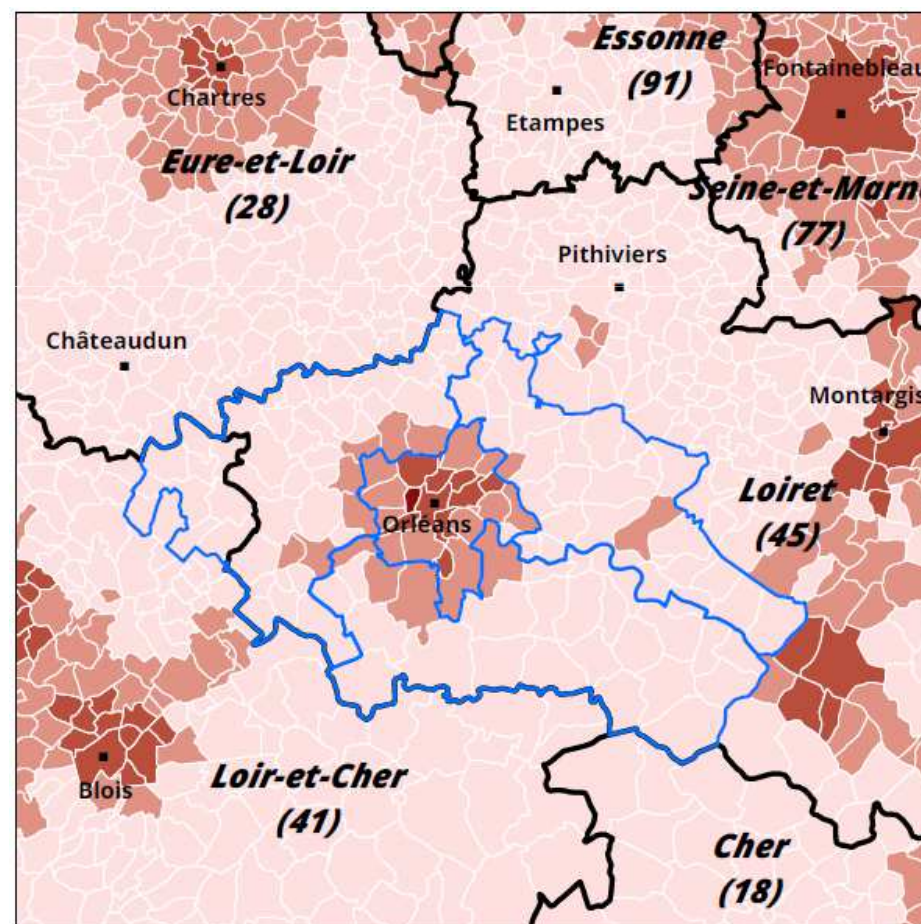 Essonne
(91)
Fontainebleau
Chartres
Etampes
Eure-et-Loir
(28)
Seine-et-Marn
(77)
Pithiviers
Châteaudun
Montargis
Loiret
(45)
Orléans
Loir-et-Cher
(41)
Blois
Cher
(18)